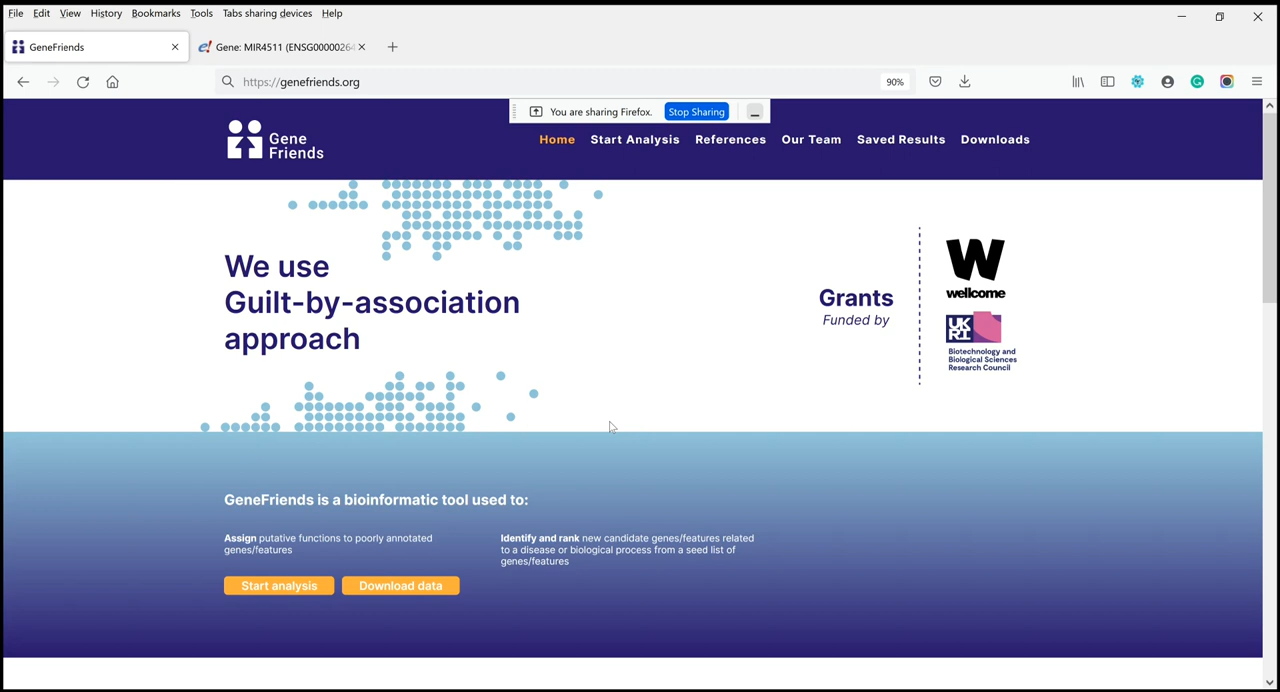 File Edit View History Bookmarks Tools Tabs sharing devices Help
GeneFriends
Gene: MIR4511 (ENSG00000264
https://genefriends.org
90%
You are sharing Firefox. Stop Sharing
Gene
Friends
Home Start Analysis References Our Team Saved Results Downloads
We use
Guilt-by-association
approach
Grants
Funded by
W
wellcome
UK
RI
Biotechnology and
Biological Sciences
Research Council
GeneFriends is a bioinformatic tool used to:
Assign putative functions to poorly annotated
genes/features
Identify and rank new candidate genes/features related
to a disease or biological process from a seed list of
genes/features
Start analysis Download data